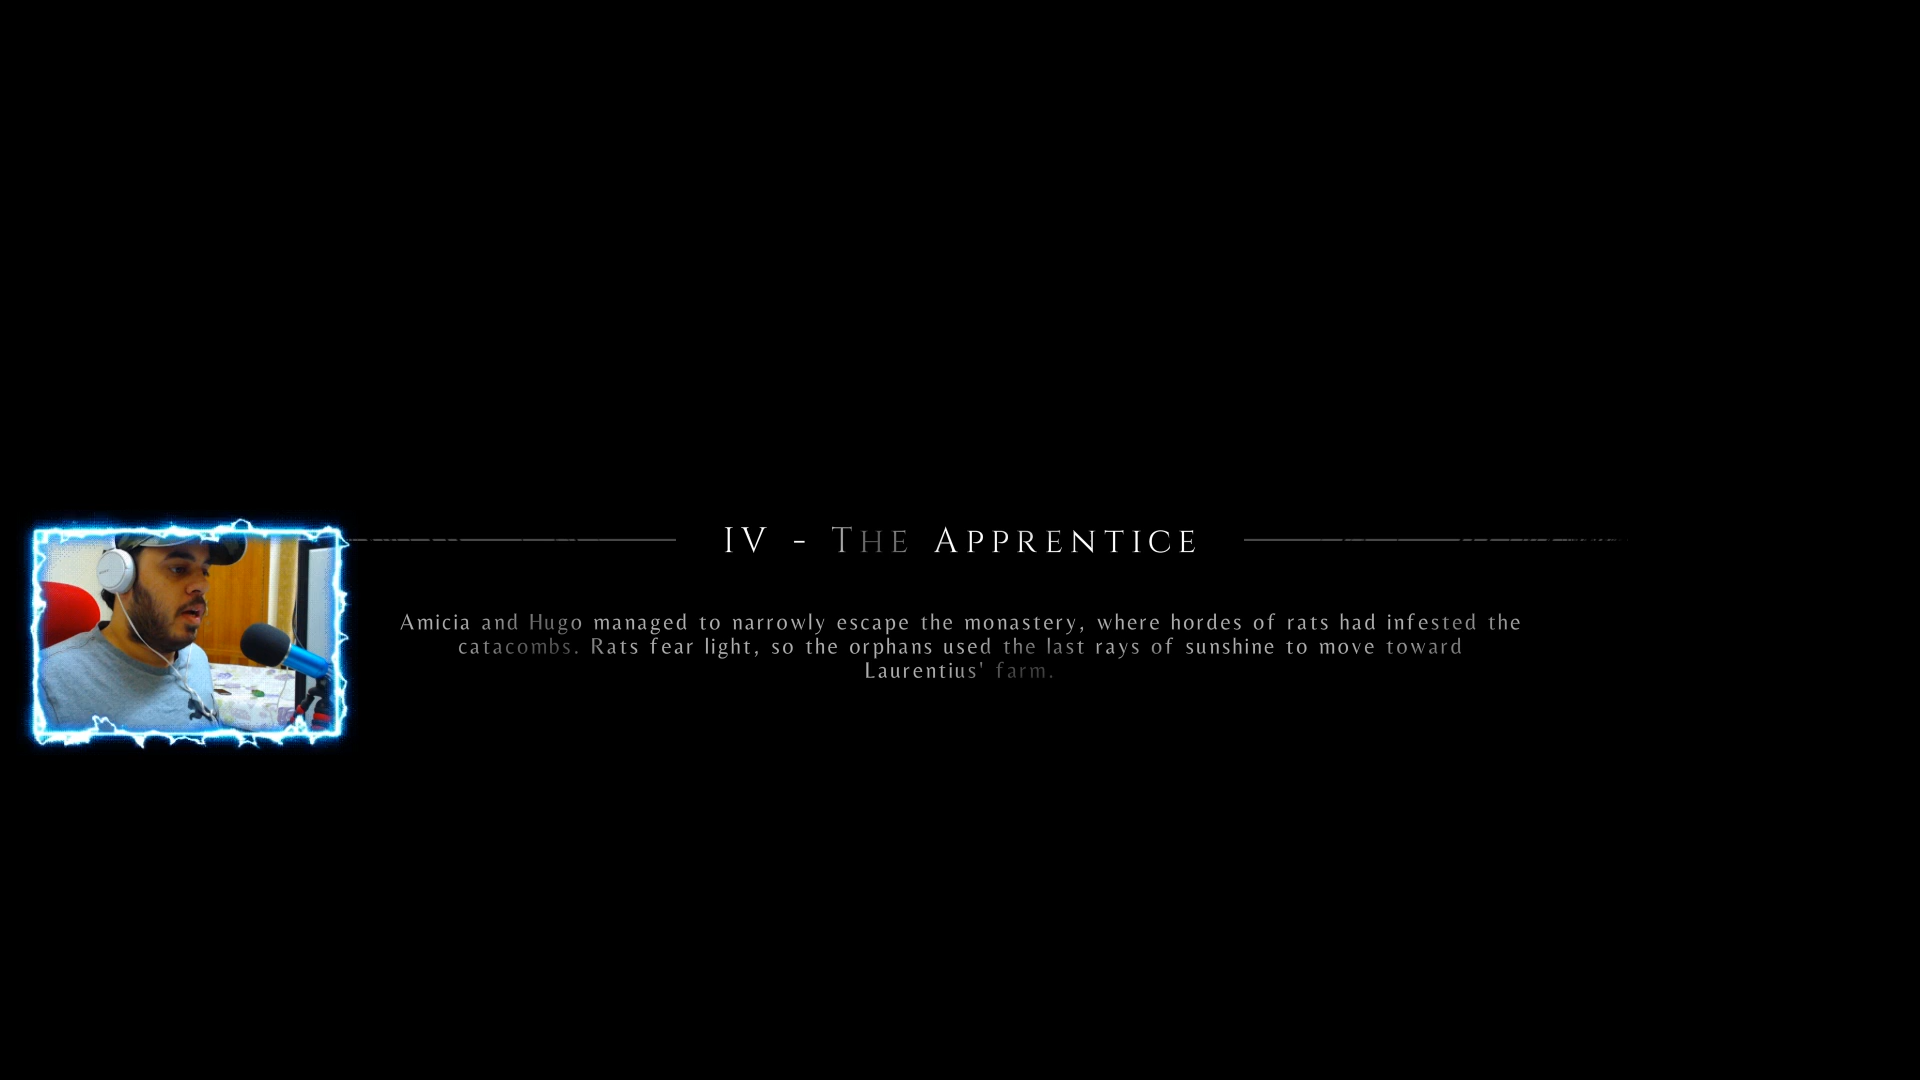 IV - The Apprentice
Amicia and Hugo managed to narrowly escape the monastery, where hordes of rats had infested the
catacombs. Rats fear light, so the orphans used the last rays of sunshine to move toward
Laurentius' farm.